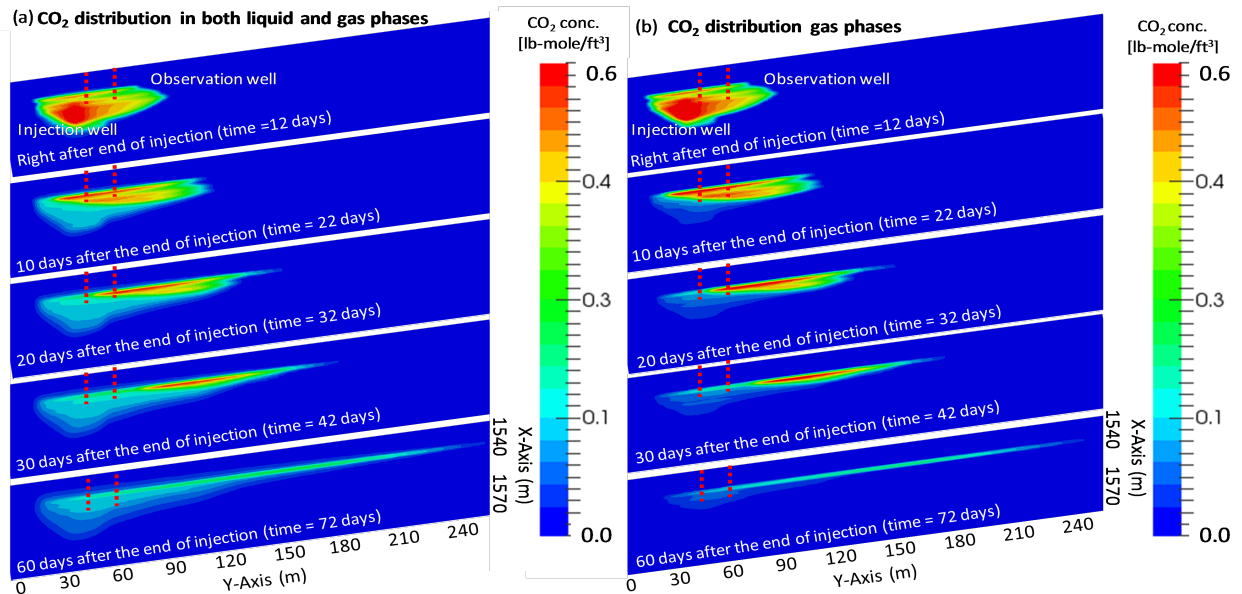 (a) CO₂ distribution in both liquid and gas phases
CO₂ conc.
[lb-mole/ft³]
0.6
0.4
0.3
0.1
0.0
Observation well
Injection well
Right after end of injection (time =12 days)
10 days after the end of injection (time = 22 days)
20 days after the end of injection (time = 32 days)
30 days after the end of injection (time = 42 days)
60 days after the end of injection (time = 72 days)
1540
1570
X-Axis (m)
0 30 60 90 120 150 180 210 240
Y-Axis (m)
(b) CO₂ distribution gas phases
CO₂ conc.
[lb-mole/ft³]
0.6
0.4
0.3
0.1
0.0
Observation well
Injection well
Right after end of injection (time =12 days)
10 days after the end of injection (time = 22 days)
20 days after the end of injection (time = 32 days)
30 days after the end of injection (time = 42 days)
60 days after the end of injection (time = 72 days)
1540
1570
X-Axis (m)
0 30 60 90 120 150 180 210 240
Y-Axis (m)